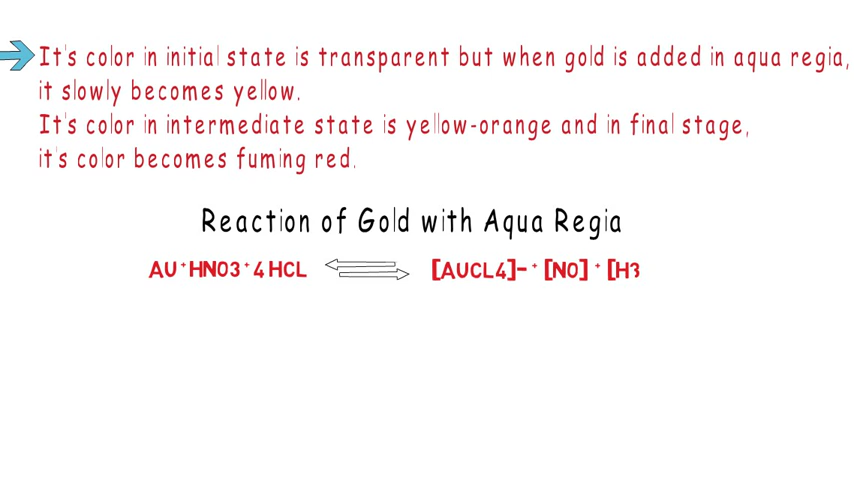 It's color in initial state is transparent but when gold is added in aqua regia,
it slowly becomes yellow.
It's color in intermediate state is yellow-orange and in final stage,
it's color becomes fuming red.
Reaction of Gold with Aqua Regia
AU+HNO3+4HCL [AUCL4]- + [NO] + [H3